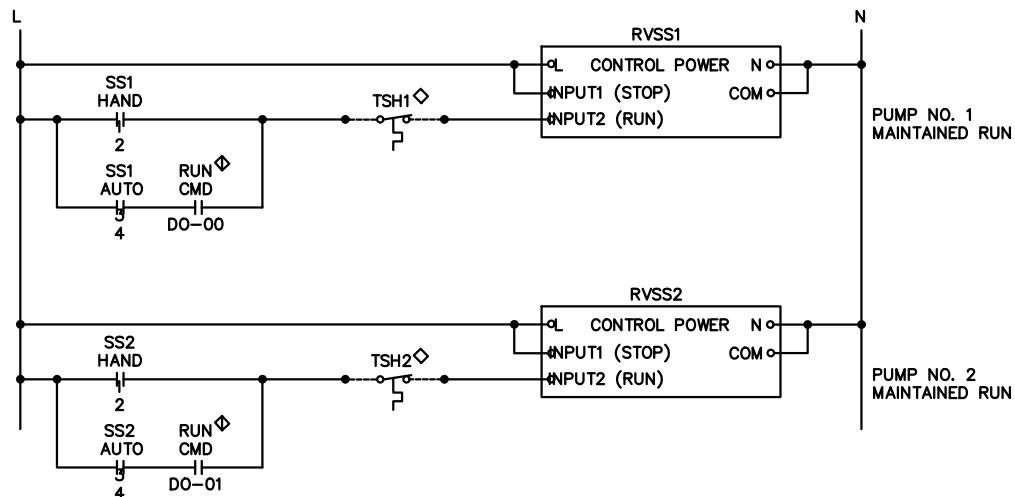 L
N
RVSS1
L CONTROL POWER N
INPUT1 (STOP) COM
INPUT2 (RUN)
SS1
HAND
1
2
TSH1
PUMP NO. 1
MAINTAINED RUN
SS1
AUTO
3
4
RUN
CMD
DO-00
RVSS2
L CONTROL POWER N
INPUT1 (STOP) COM
INPUT2 (RUN)
SS2
HAND
1
2
TSH2
PUMP NO. 2
MAINTAINED RUN
SS2
AUTO
3
4
RUN
CMD
DO-01